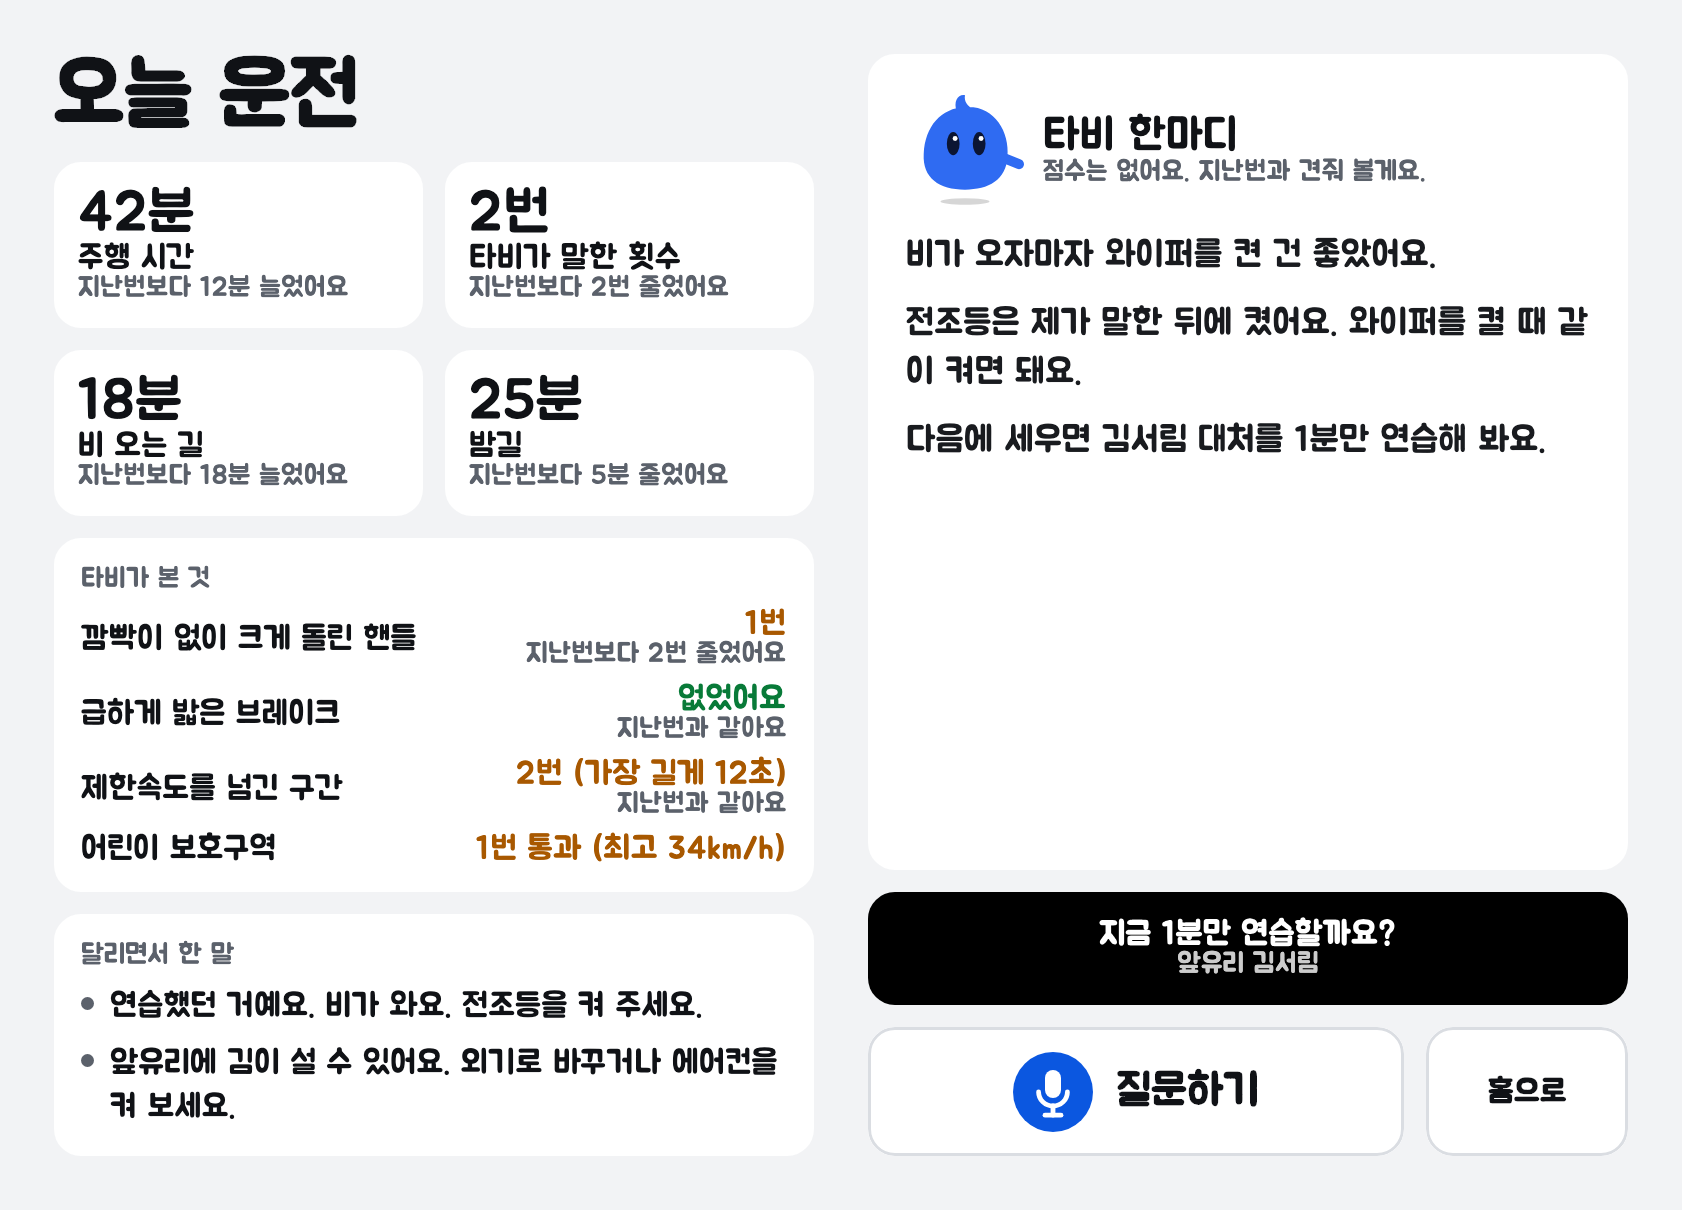 오늘 운전
42분
주행 시간
지난번보다 12분 늘었어요
2번
타비가 말한 횟수
지난번보다 2번 줄었어요
18분
비 오는 길
지난번보다 18분 늘었어요
25분
밤길
지난번보다 5분 줄었어요
타비가 본 것
깜빡이 없이 크게 돌린 핸들
1번
지난번보다 2번 줄었어요
급하게 밟은 브레이크
없었어요
지난번과 같아요
제한속도를 넘긴 구간
2번 (가장 길게 12초)
지난번과 같아요
어린이 보호구역
1번 통과 (최고 34km/h)
달리면서 한 말
연습했던 거예요. 비가 와요. 전조등을 켜 주세요.
앞유리에 김이 설 수 있어요. 외기로 바꾸거나 에어컨을
켜 보세요.
타비 한마디
점수는 없어요. 지난번과 견줘 볼게요.
비가 오자마자 와이퍼를 켠 건 좋았어요.
전조등은 제가 말한 뒤에 켰어요. 와이퍼를 켤 때 같
이 켜면 돼요.
다음에 세우면 김서림 대처를 1분만 연습해 봐요.
지금 1분만 연습할까요?
앞유리 김서림
질문하기
홈으로